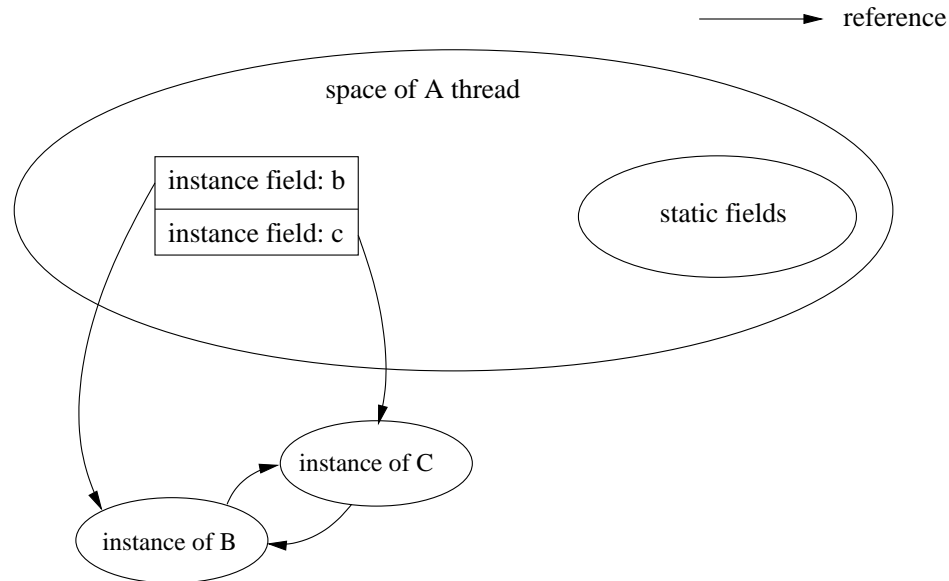 reference
space of A thread
instance field: b
instance field: c
static fields
instance of C
instance of B